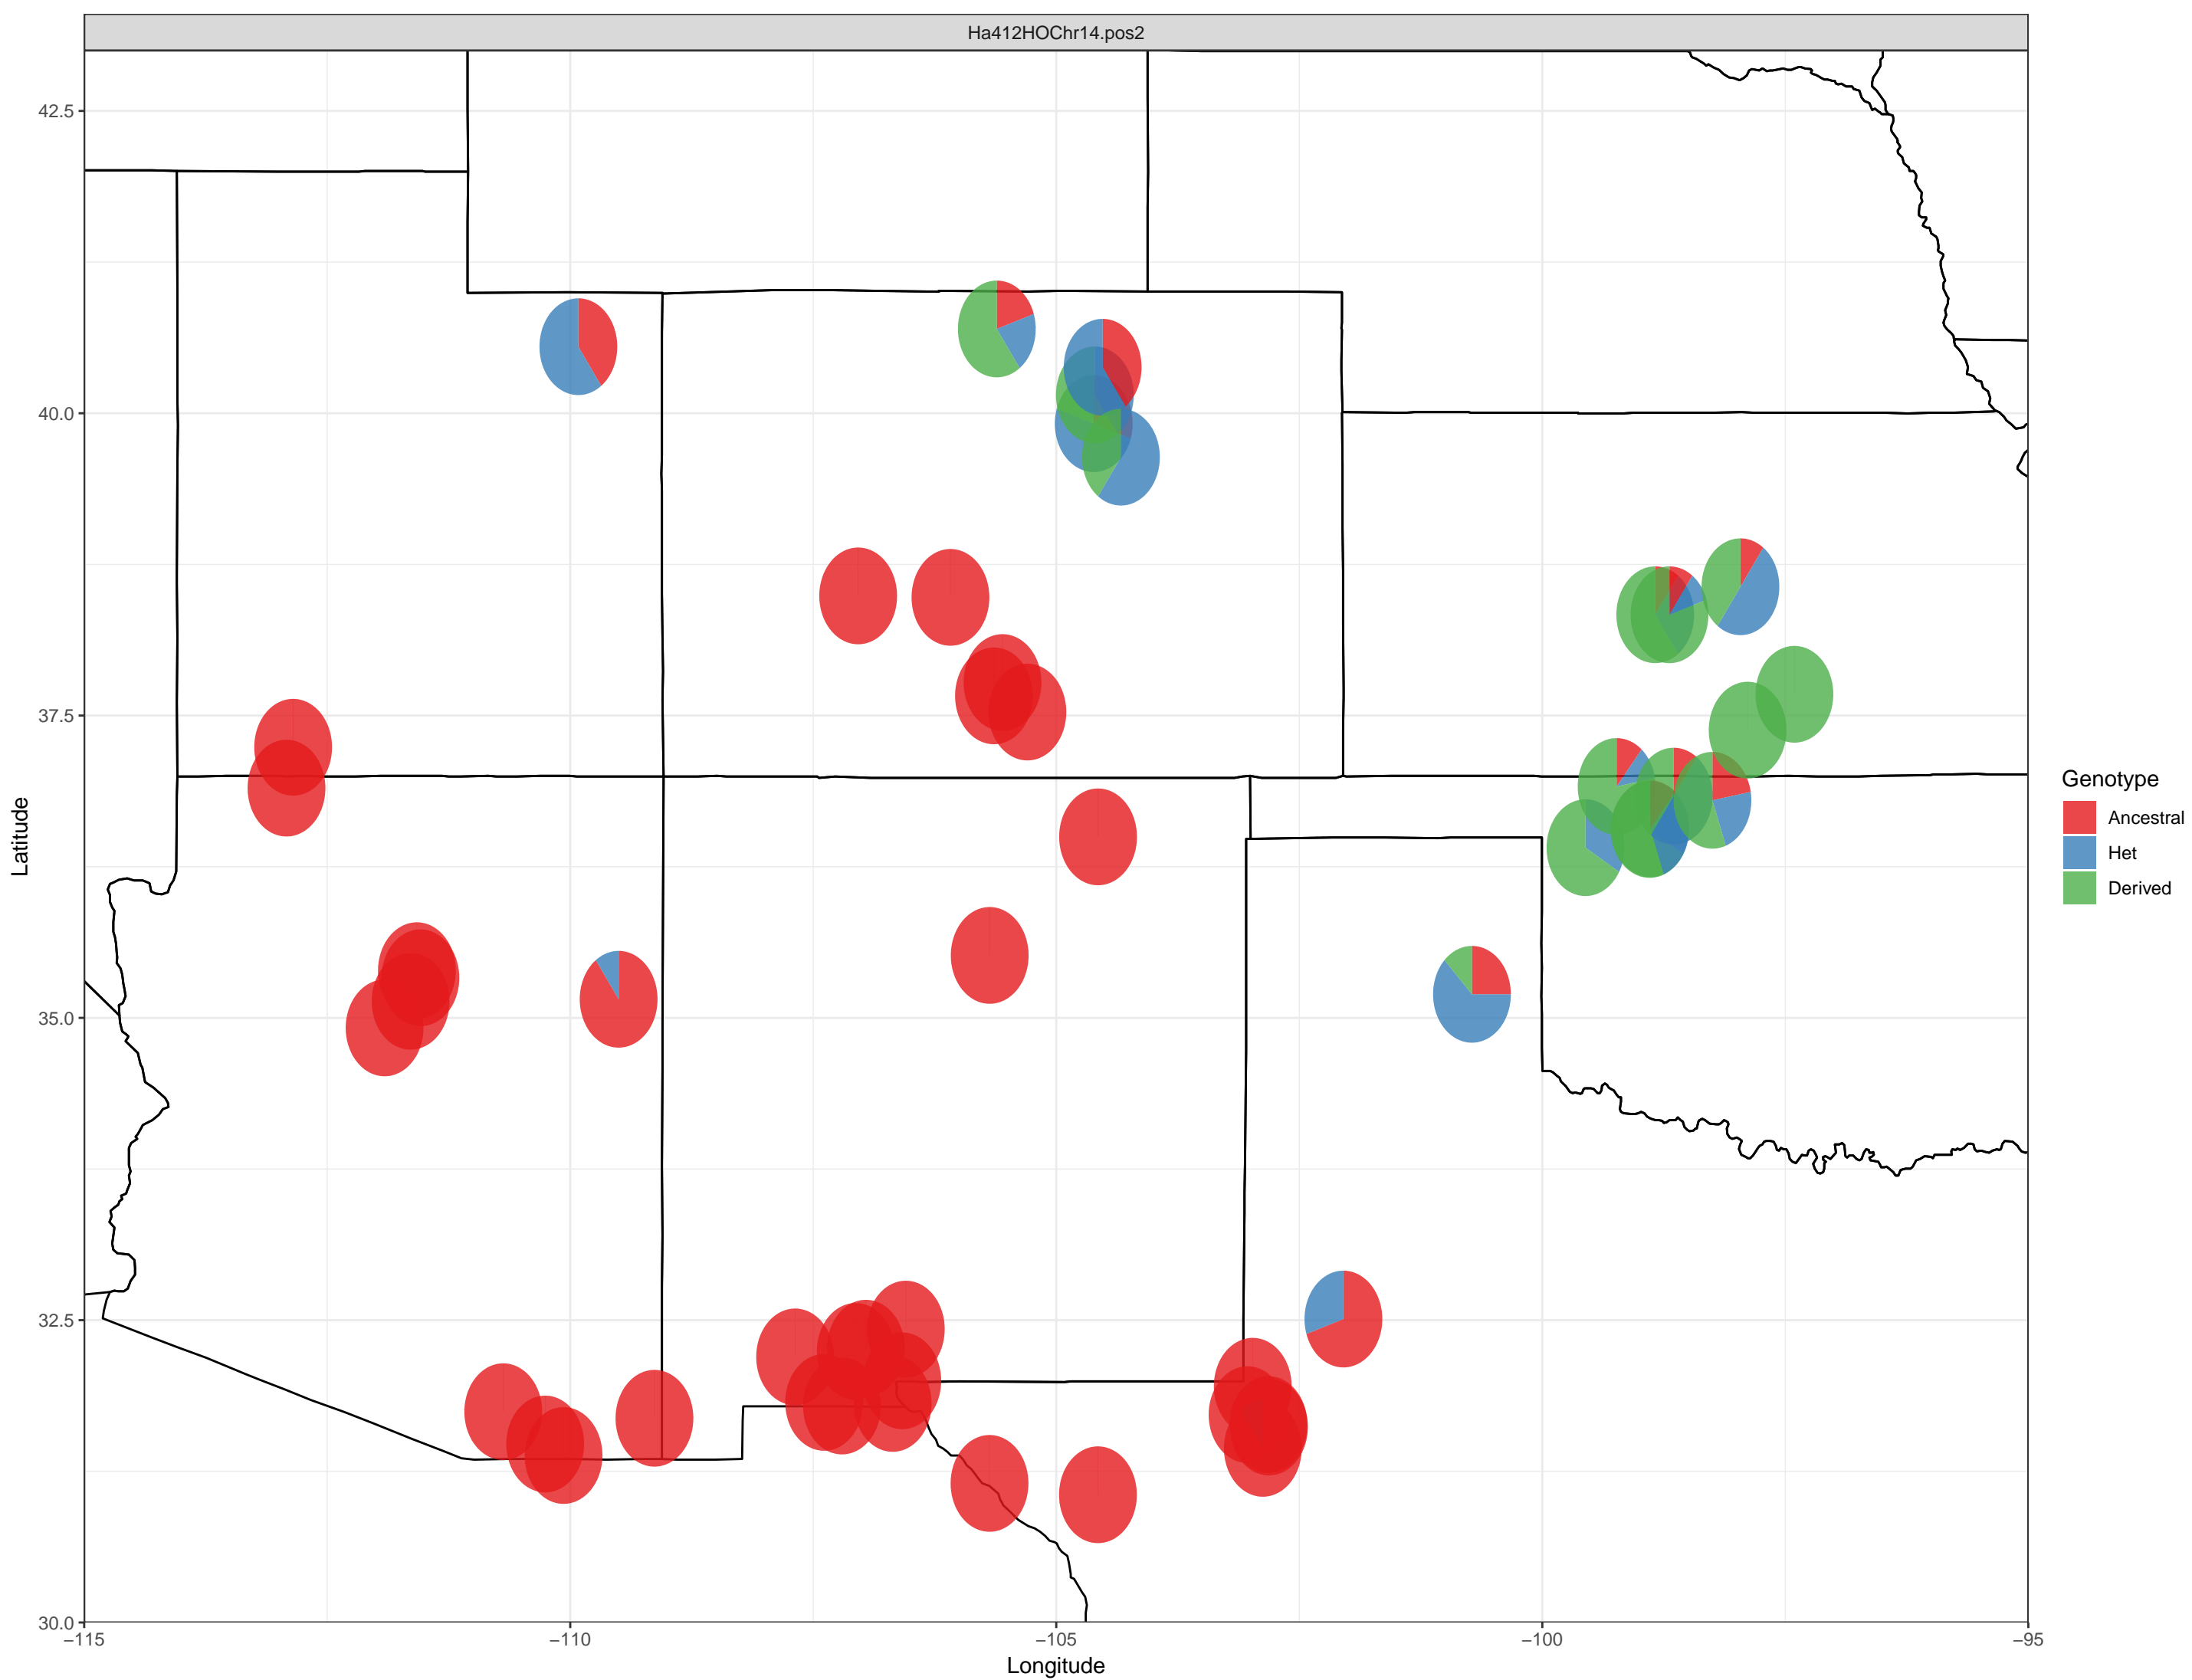 Ha412HOChr14.pos2
42.5
40.0
37.5
35.0
32.5
30.0
Latitude
−115
−110
−105
−100
−95
Longitude
Genotype
Ancestral
Het
Derived